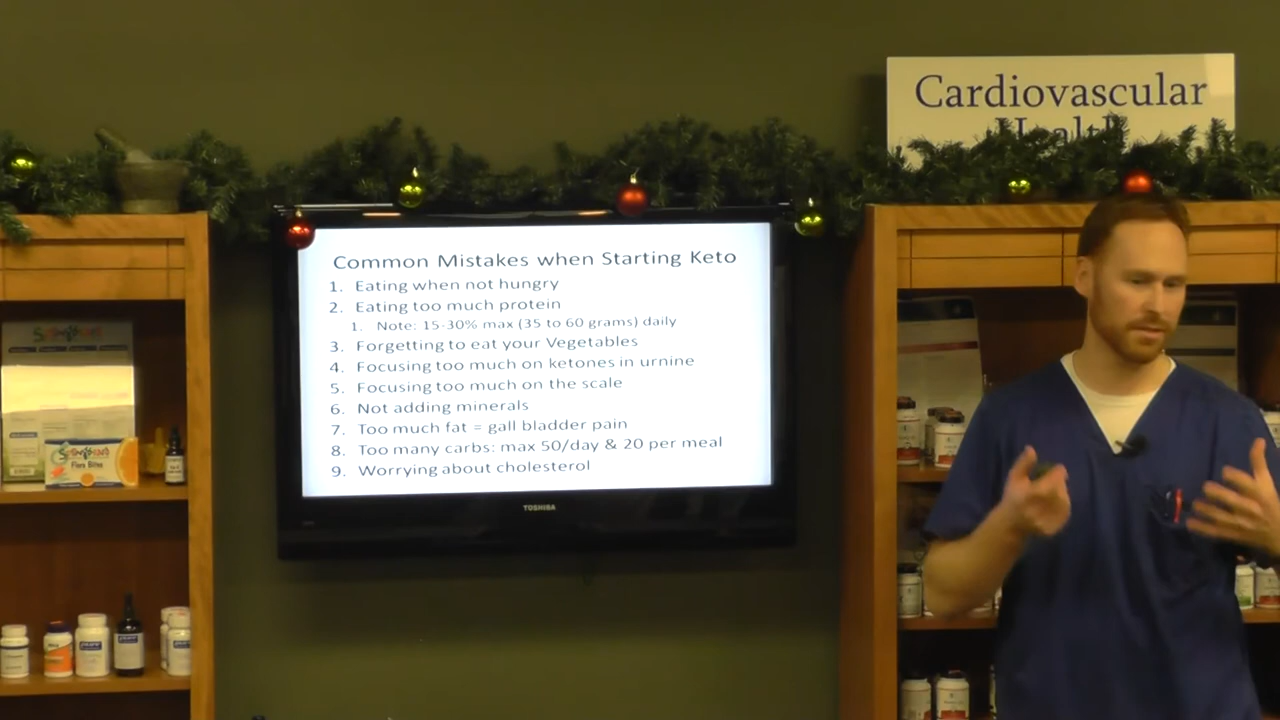 Cardiovascular
Health
Common Mistakes when Starting Keto
1. Eating when not hungry
2. Eating too much protein
1. Note: 15-30% max (35 to 60 grams) daily
3. Forgetting to eat your Vegetables
4. Focusing too much on ketones in urnine
5. Focusing too much on the scale
6. Not adding minerals
7. Too much fat = gall bladder pain
8. Too many carbs: max 50/day & 20 per meal
9. Worrying about cholesterol
TOSHIBA